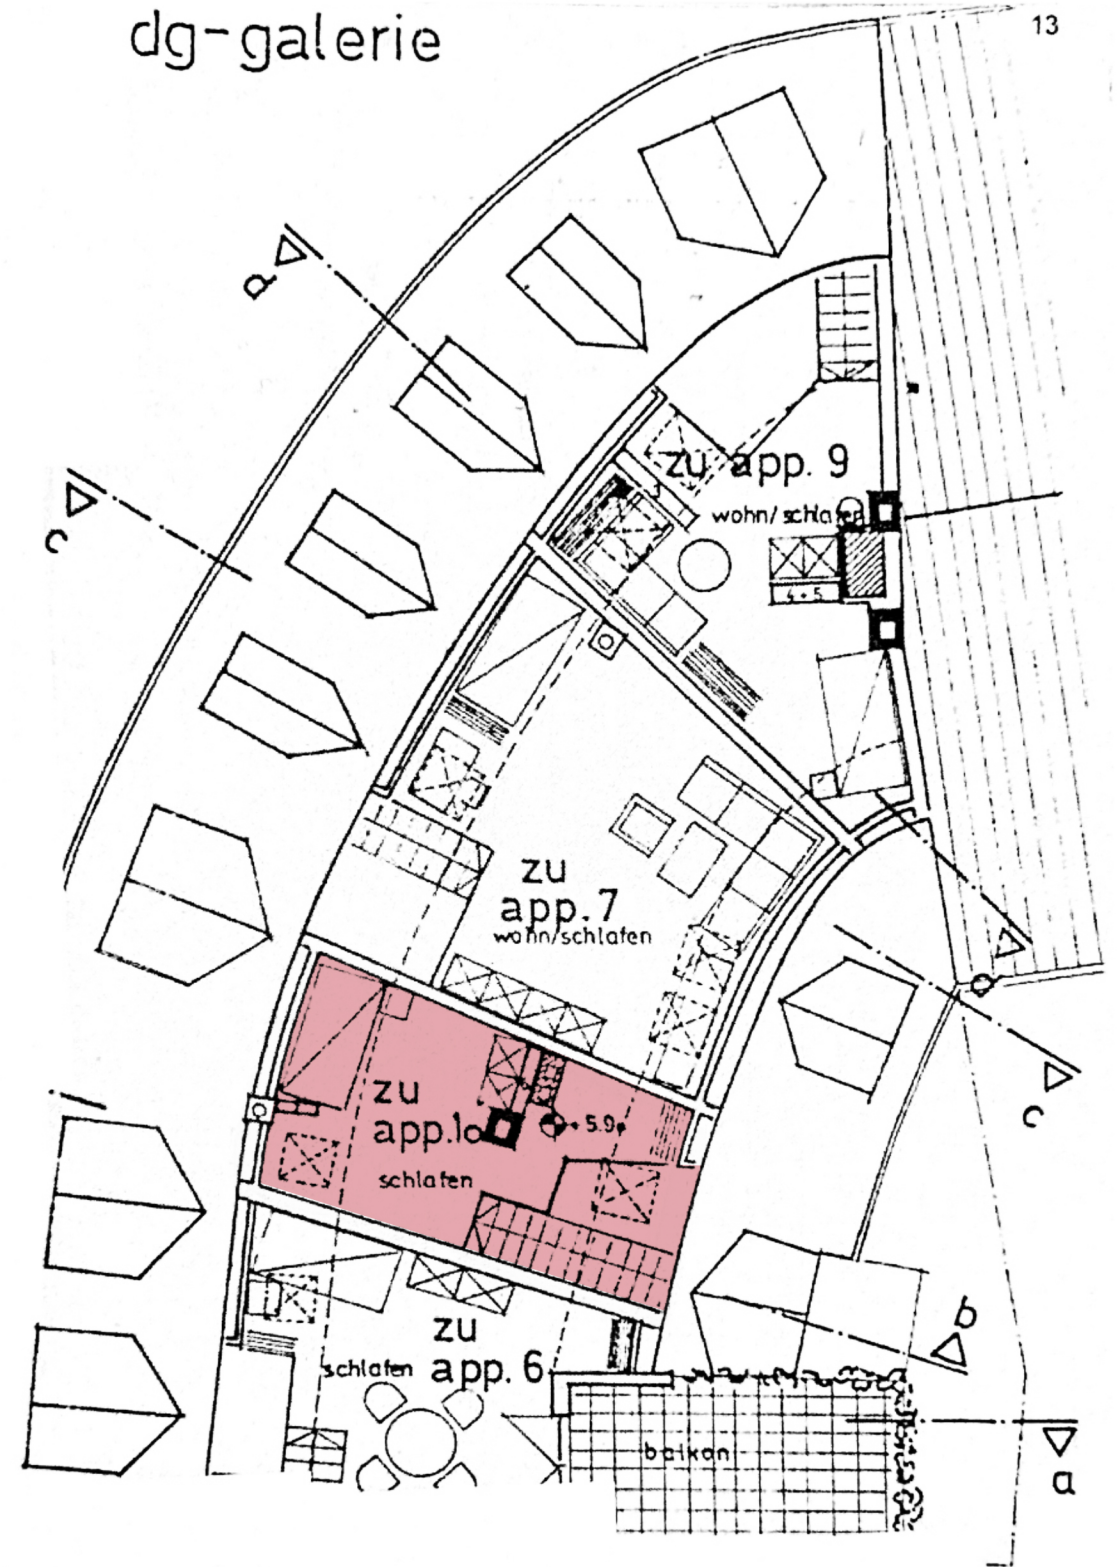 dg-galerie
13
d
c
zu app. 9
wohn/schlafen
4+5
zu
app. 7
wohn/schlafen
zu
app. 1o
+ 5.9
schlafen
c
b
zu
schlafen app. 6
balkon
a